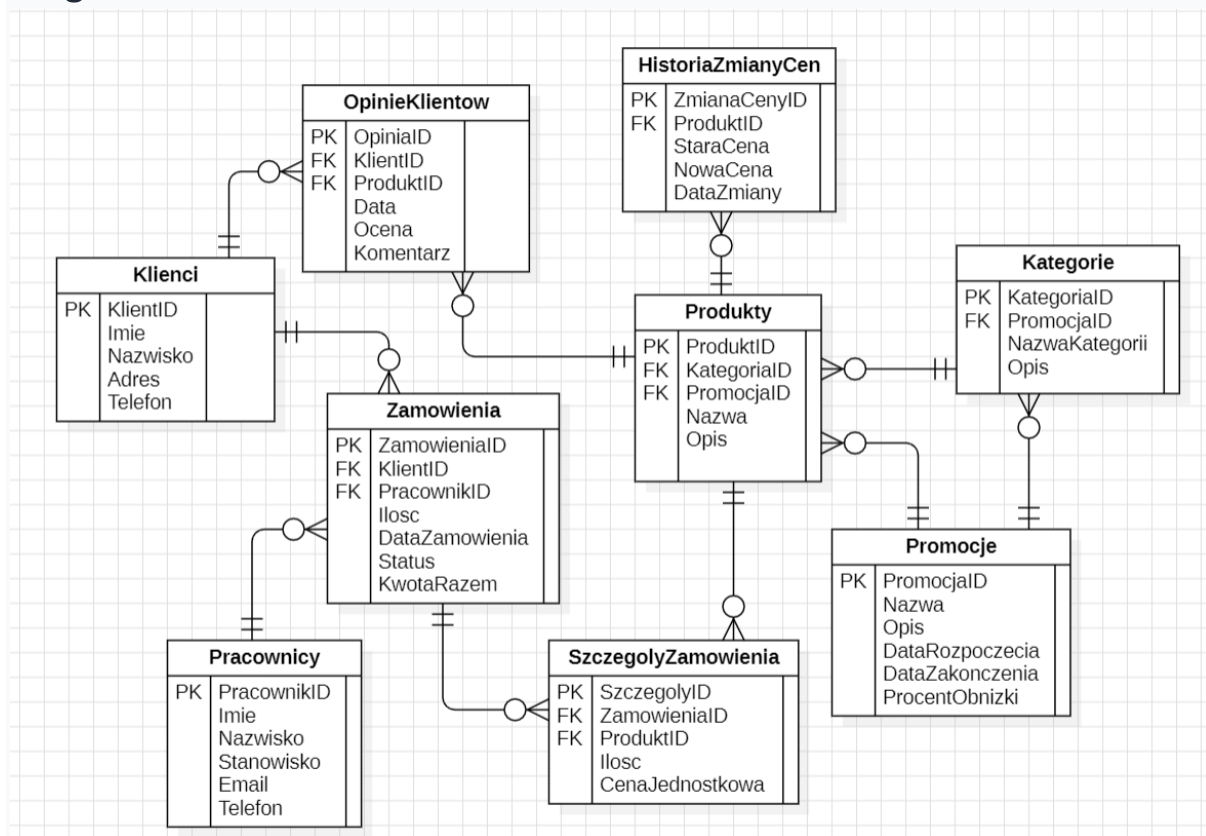 HistoriaZmianyCen
PK ZmianaCenyID
FK ProduktID
StaraCena
NowaCena
DataZmiany
OpinieKlientow
PK OpiniaID
FK KlientID
FK ProduktID
Data
Ocena
Komentarz
Klienci
PK KlientID
Imie
Nazwisko
Adres
Telefon
Produkty
PK ProduktID
FK KategoriaID
FK PromocjaID
Nazwa
Opis
Kategorie
PK KategoriaID
FK PromocjaID
NazwaKategorii
Opis
Zamowienia
PK ZamowieniaID
FK KlientID
FK PracownikID
Ilosc
DataZamowienia
Status
KwotaRazem
Promocje
PK PromocjaID
Nazwa
Opis
DataRozpoczecia
DataZakonczenia
ProcentObnizki
Pracownicy
PK PracownikID
Imie
Nazwisko
Stanowisko
Email
Telefon
SzczegolyZamowienia
PK SzczegolyID
FK ZamowieniaID
FK ProduktID
Ilosc
CenaJednostkowa